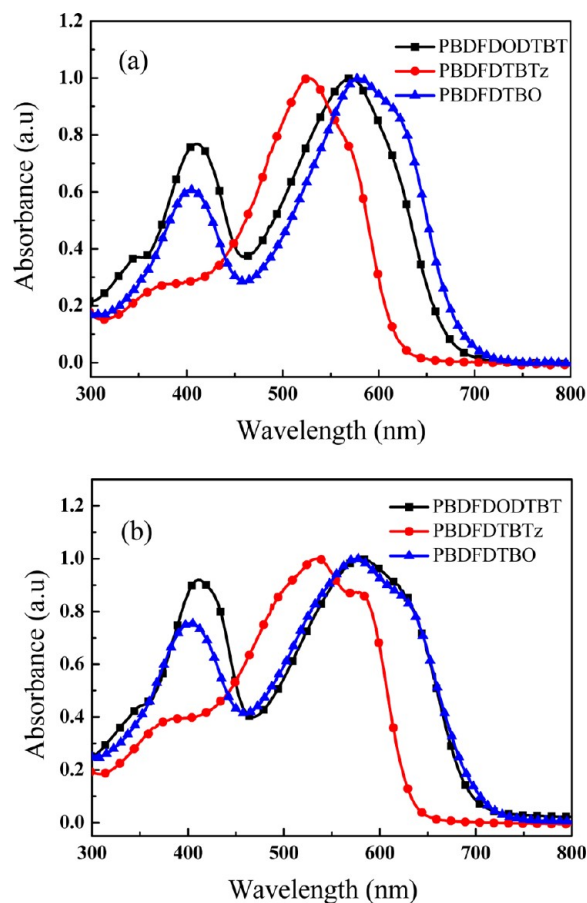 (a)
PBDFDODTBT
PBDFDTBTz
PBDFDTBO
Absorbance (a.u)
1.2
1.0
0.8
0.6
0.4
0.2
0.0
300 400 500 600 700 800
Wavelength (nm)
(b)
PBDFDODTBT
PBDFDTBTz
PBDFDTBO
Absorbance (a.u)
1.2
1.0
0.8
0.6
0.4
0.2
0.0
300 400 500 600 700 800
Wavelength (nm)